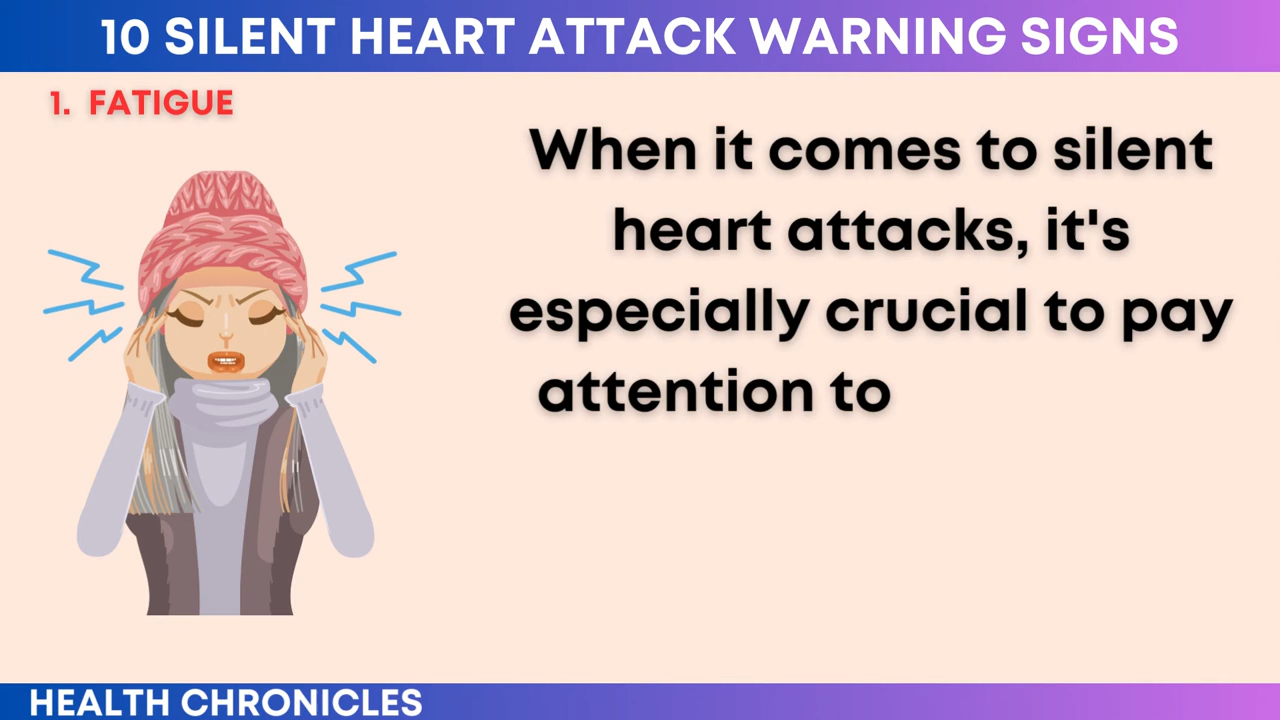 10 SILENT HEART ATTACK WARNING SIGNS
1. FATIGUE
When it comes to silent
heart attacks, it's
especially crucial to pay
attention to
HEALTH CHRONICLES